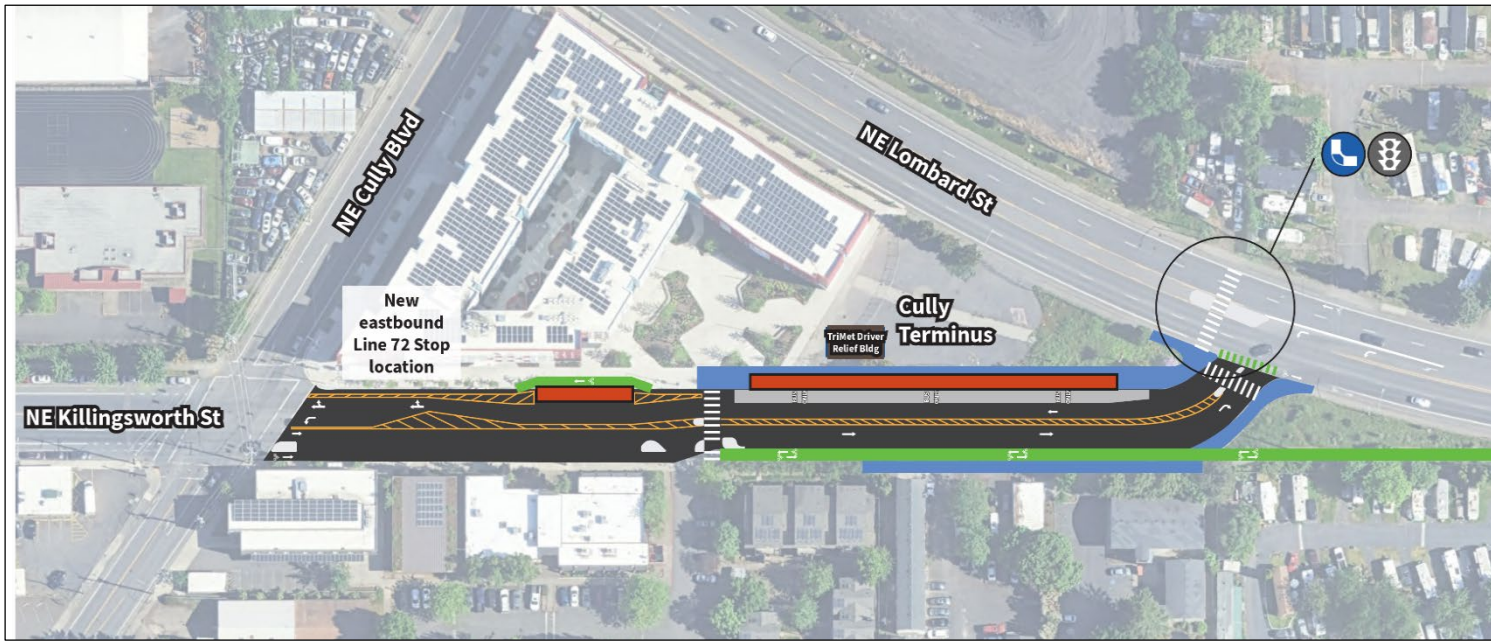 NE Cully Blvd
NE Lombard St
New
eastbound
Line 72 Stop
location
Cully
Terminus
TriMet Driver
Relief Bldg
NE Killingsworth St